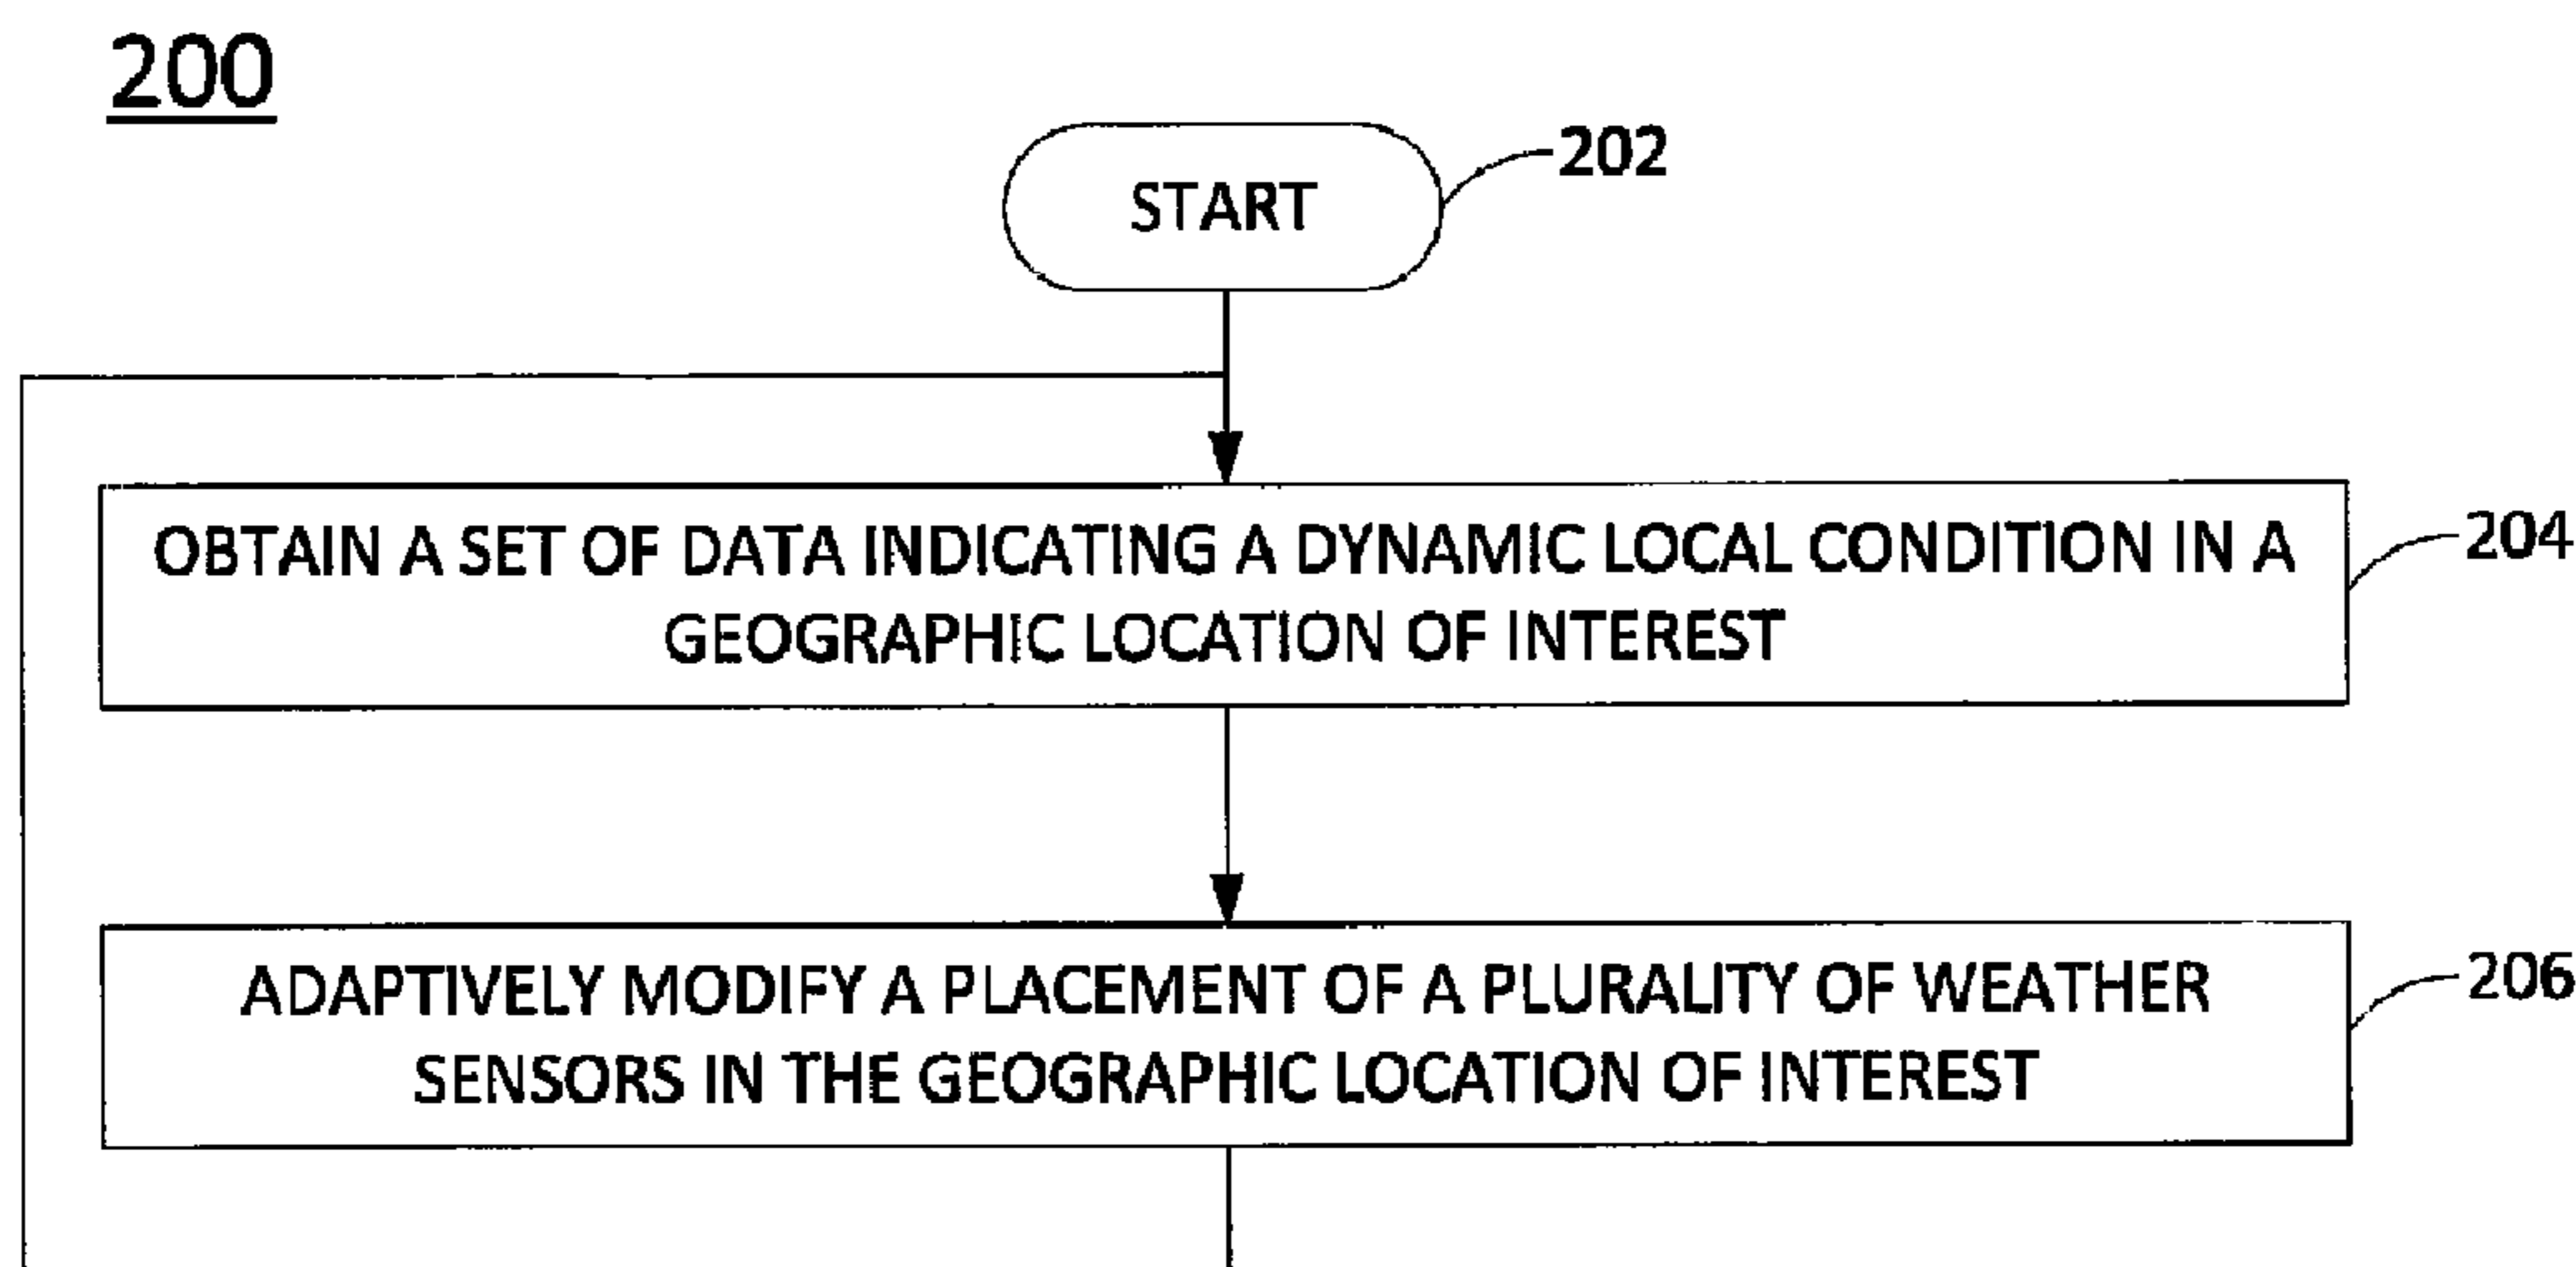 200
START
202
OBTAIN A SET OF DATA INDICATING A DYNAMIC LOCAL CONDITION IN A
GEOGRAPHIC LOCATION OF INTEREST
204
ADAPTIVELY MODIFY A PLACEMENT OF A PLURALITY OF WEATHER
SENSORS IN THE GEOGRAPHIC LOCATION OF INTEREST
206